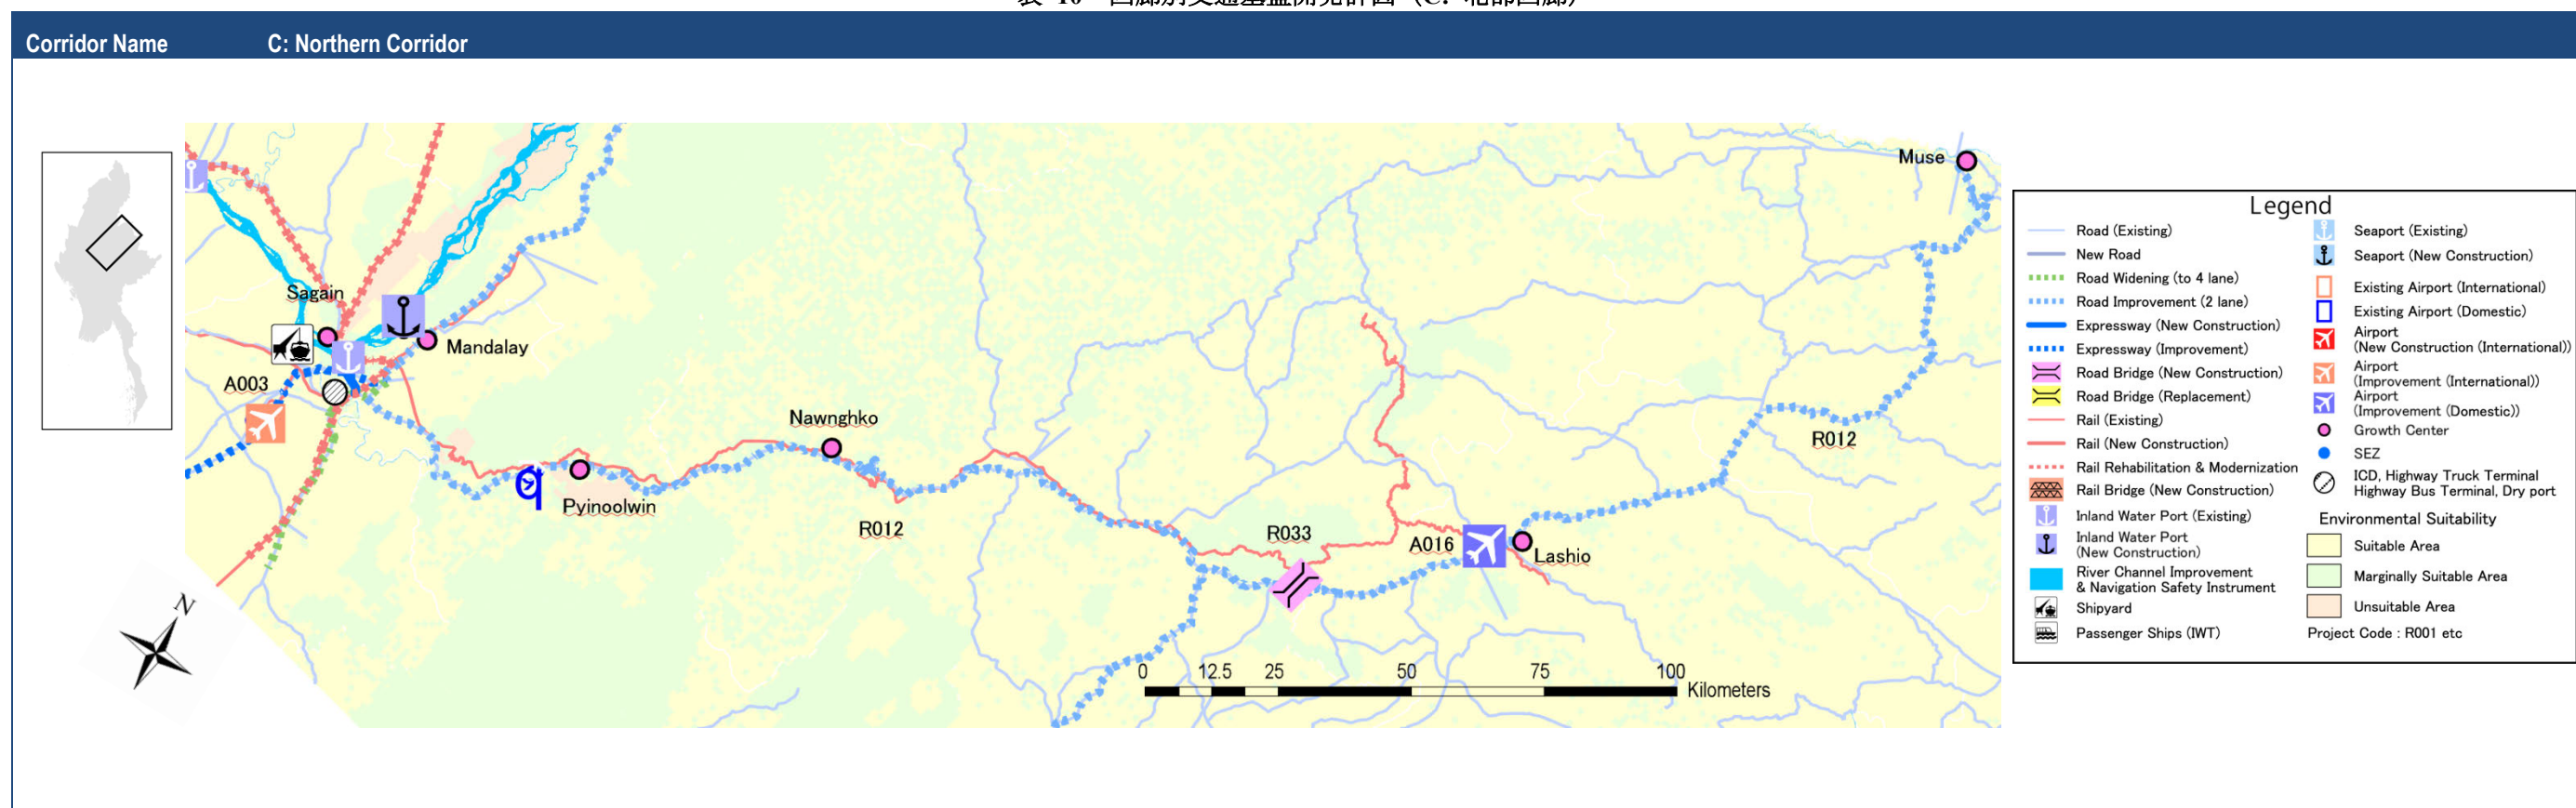 Corridor Name C: Northern Corridor
Muse
Sagain
Mandalay
A003
Nawnghko
Pyinoolwin
R012
R012
R033
A016
Lashio
N
0 12.5 25 50 75 100
Kilometers
Legend
Road (Existing)
New Road
Road Widening (to 4 lane)
Road Improvement (2 lane)
Expressway (New Construction)
Expressway (Improvement)
Road Bridge (New Construction)
Road Bridge (Replacement)
Rail (Existing)
Rail (New Construction)
Rail Rehabilitation & Modernization
Rail Bridge (New Construction)
Inland Water Port (Existing)
Inland Water Port
(New Construction)
River Channel Improvement
& Navigation Safety Instrument
Shipyard
Passenger Ships (IWT)
Seaport (Existing)
Seaport (New Construction)
Existing Airport (International)
Existing Airport (Domestic)
Airport
(New Construction (International))
Airport
(Improvement (International))
Airport
(Improvement (Domestic))
Growth Center
SEZ
ICD, Highway Truck Terminal
Highway Bus Terminal, Dry port
Environmental Suitability
Suitable Area
Marginally Suitable Area
Unsuitable Area
Project Code : R001 etc